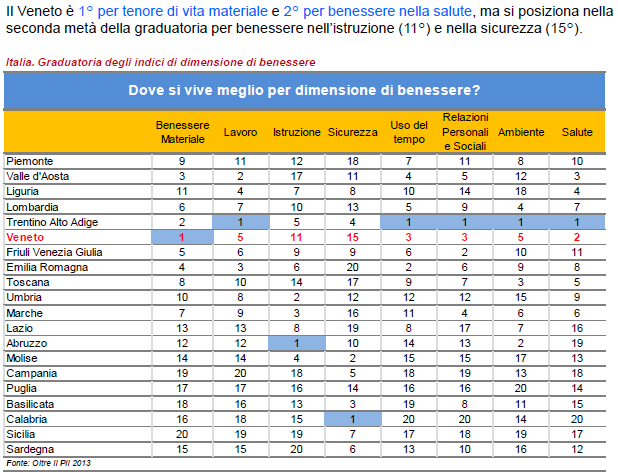 Il Veneto è 1° per tenore di vita materiale e 2° per benessere nella salute, ma si posiziona nella
seconda metà della graduatoria per benessere nell'istruzione (11°) e nella sicurezza (15°).
Italia. Graduatoria degli indici di dimensione di benessere
Dove si vive meglio per dimensione di benessere?
Benessere Materiale Lavoro Istruzione Sicurezza Uso del tempo Relazioni Personali e Sociali Ambiente Salute
Piemonte 9 11 12 18 7 11 8 10
Valle d'Aosta 3 2 17 11 4 5 12 3
Liguria 11 4 7 8 10 14 18 4
Lombardia 6 7 10 13 5 9 4 7
Trentino Alto Adige 2 1 5 4 1 1 1 1
Veneto 1 5 11 15 3 3 5 2
Friuli Venezia Giulia 5 6 9 9 6 2 10 11
Emilia Romagna 4 3 6 20 2 6 9 8
Toscana 8 10 14 17 9 7 3 5
Umbria 10 8 2 12 12 12 15 9
Marche 7 9 3 16 11 4 6 6
Lazio 13 13 8 19 8 17 7 16
Abruzzo 12 12 1 10 14 13 2 19
Molise 14 14 4 2 15 15 17 13
Campania 19 20 18 5 18 19 13 18
Puglia 17 17 16 14 16 16 20 14
Basilicata 18 16 13 3 19 8 11 15
Calabria 16 18 15 1 20 20 14 20
Sicilia 20 19 19 7 17 18 19 17
Sardegna 15 15 20 6 13 10 16 12
Fonte: Oltre il Pil 2013